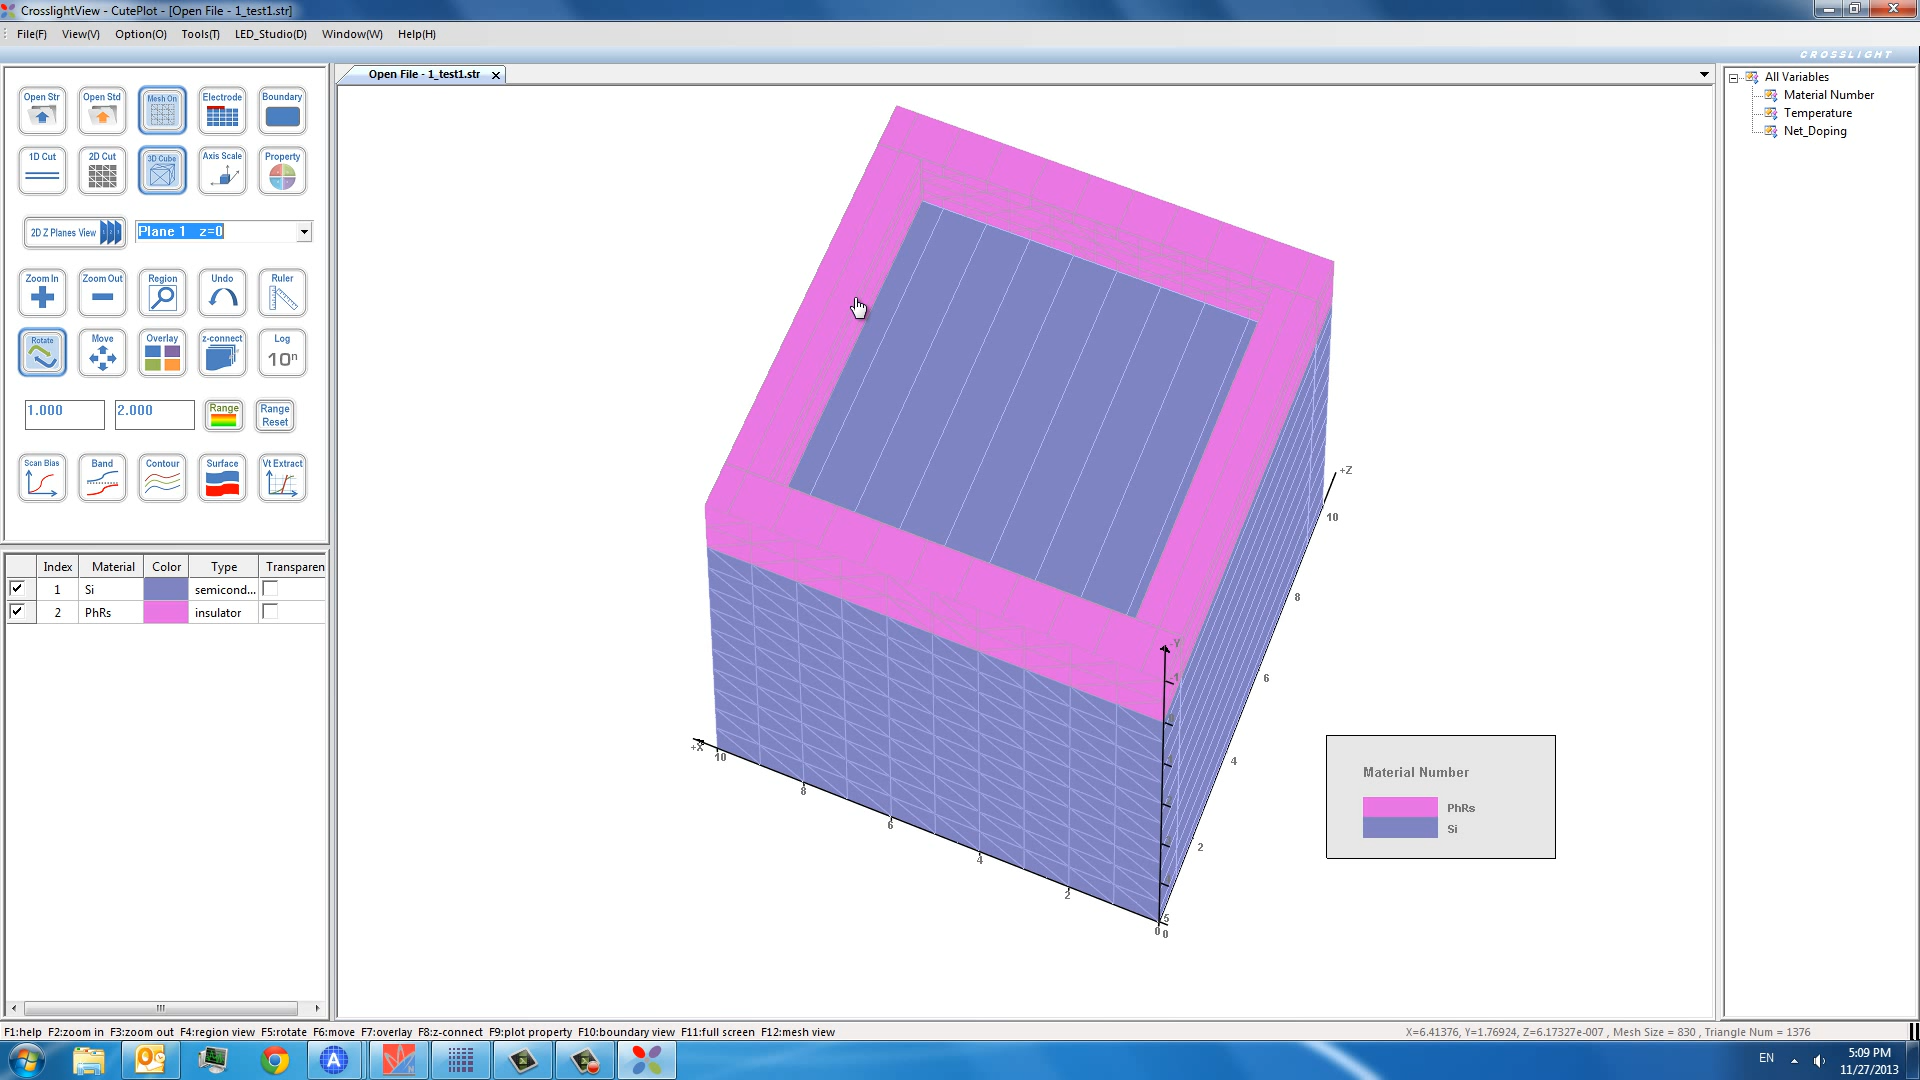 CrosslightView - CutePlot - [Open File - 1_test1.str]
File(F) View(V) Option(O) Tools(T) LED_Studio(D) Window(W) Help(H)
CROSSLIGHT
Open Str Open Std Mesh On Electrode Boundary
1D Cut 2D Cut 3D Cube Axis Scale Property
2D Z Planes View Plane 1 z=0
Zoom In Zoom Out Region Undo Ruler
Rotate Move Overlay z-connect Log
10ⁿ
1.000 2.000 Range Range Reset
Scan Bias Band Contour Surface Vt Extract
Index Material Color Type Transparen
1 Si semicond...
2 PhRs insulator
Open File - 1_test1.str
+Z
10
8
6
4
2
-Y
-1
+X
10
8
6
4
2
5
0 0
Material Number
PhRs
Si
All Variables
Material Number
Temperature
Net_Doping
F1:help F2:zoom in F3:zoom out F4:region view F5:rotate F6:move F7:overlay F8:z-connect F9:plot property F10:boundary view F11:full screen F12:mesh view
X=6.41376, Y=1.76924, Z=6.17327e-007 , Mesh Size = 830 , Triangle Num = 1376
EN
5:09 PM
11/27/2013